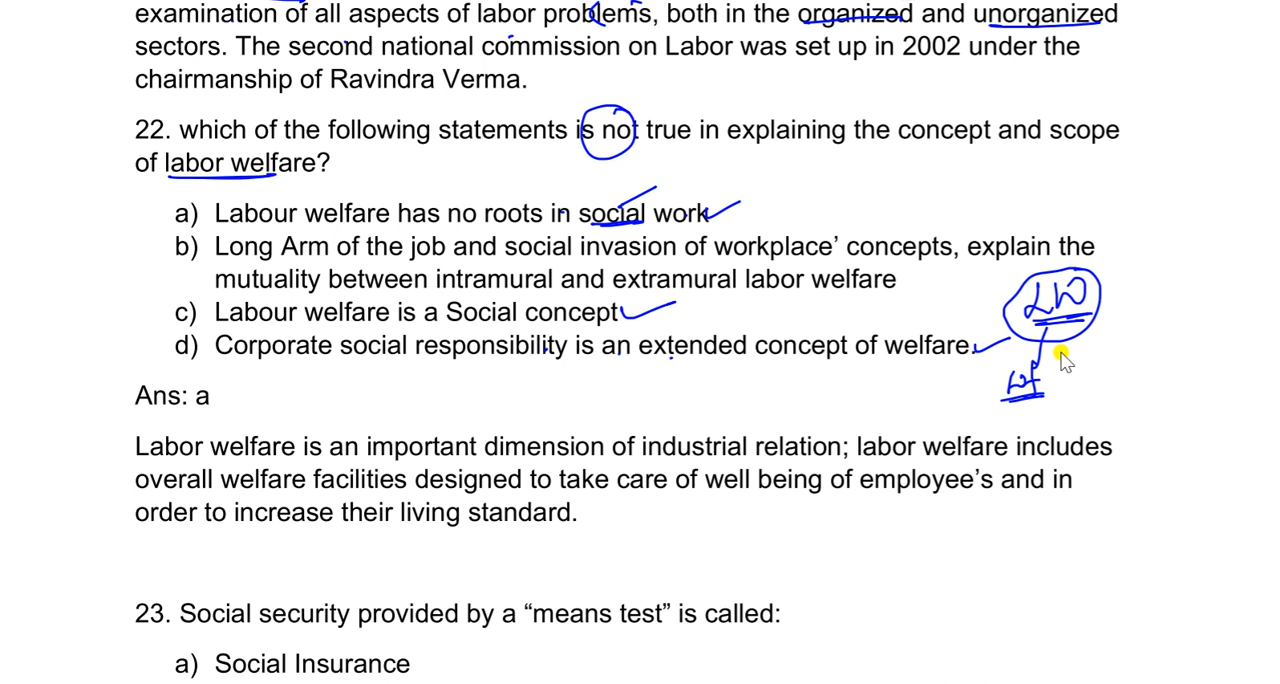 examination of all aspects of labor problems, both in the organized and unorganized
sectors. The second national commission on Labor was set up in 2002 under the
chairmanship of Ravindra Verma.
22. which of the following statements is not true in explaining the concept and scope
of labor welfare?
a) Labour welfare has no roots in social work
b) Long Arm of the job and social invasion of workplace’ concepts, explain the
mutuality between intramural and extramural labor welfare
c) Labour welfare is a Social concept
d) Corporate social responsibility is an extended concept of welfare.
LW
Ans: a
Labor welfare is an important dimension of industrial relation; labor welfare includes
overall welfare facilities designed to take care of well being of employee’s and in
order to increase their living standard.
23. Social security provided by a “means test” is called:
a) Social Insurance